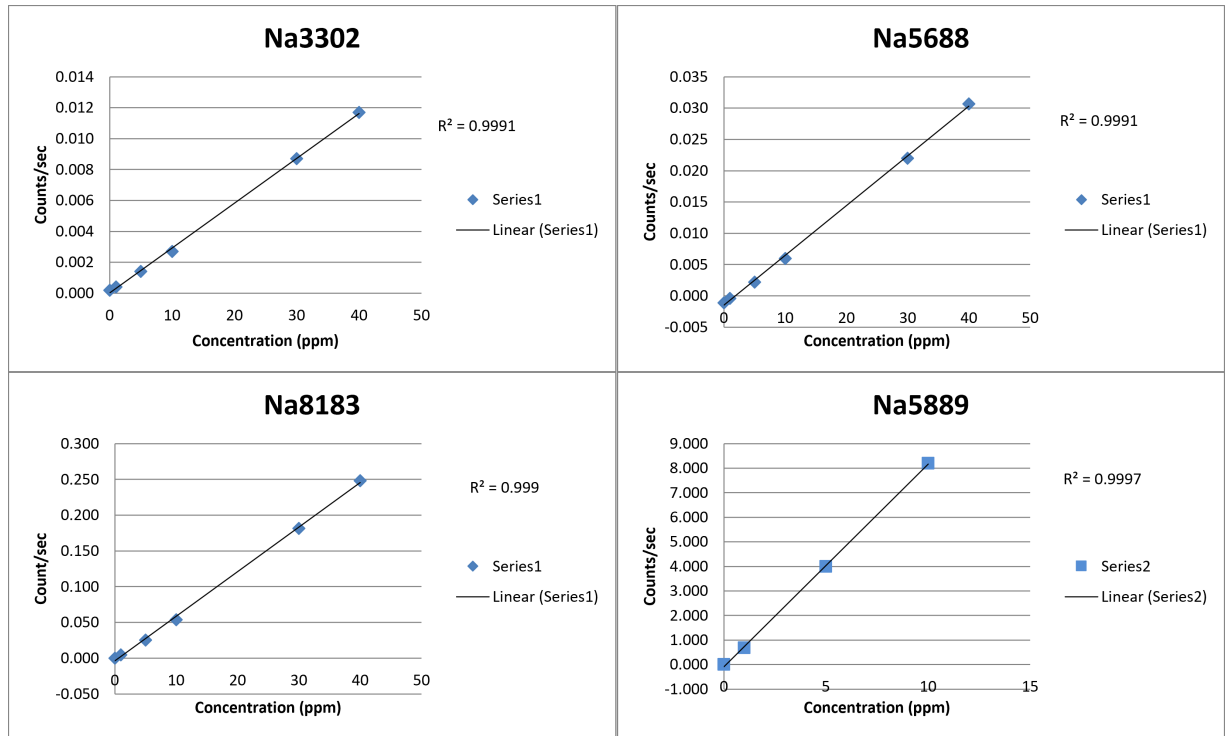 Na3302
0.014
0.012
0.010
0.008
0.006
0.004
0.002
0.000
Counts/sec
0 10 20 30 40 50
Concentration (ppm)
R² = 0.9991
Series1
Linear (Series1)
Na5688
0.035
0.030
0.025
0.020
0.015
0.010
0.005
0.000
-0.005
Counts/sec
0 10 20 30 40 50
Concentration (ppm)
R² = 0.9991
Series1
Linear (Series1)
Na8183
0.300
0.250
0.200
0.150
0.100
0.050
0.000
-0.050
Count/sec
0 10 20 30 40 50
Concentration (ppm)
R² = 0.999
Series1
Linear (Series1)
Na5889
9.000
8.000
7.000
6.000
5.000
4.000
3.000
2.000
1.000
0.000
-1.000
Counts/sec
0 5 10 15
Concentration (ppm)
R² = 0.9997
Series2
Linear (Series2)